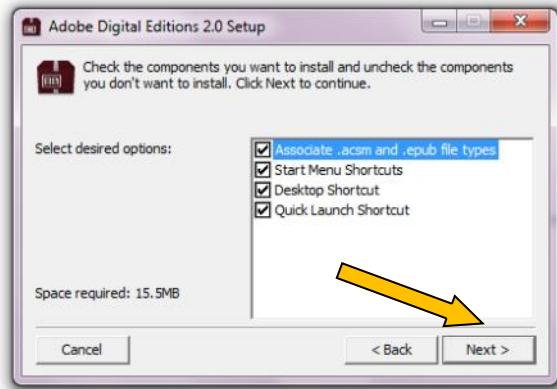 Adobe Digital Editions 2.0 Setup
Check the components you want to install and uncheck the components
you don't want to install. Click Next to continue.
Select desired options:
Associate .acsm and .epub file types
Start Menu Shortcuts
Desktop Shortcut
Quick Launch Shortcut
Space required: 15.5MB
Cancel
< Back
Next >